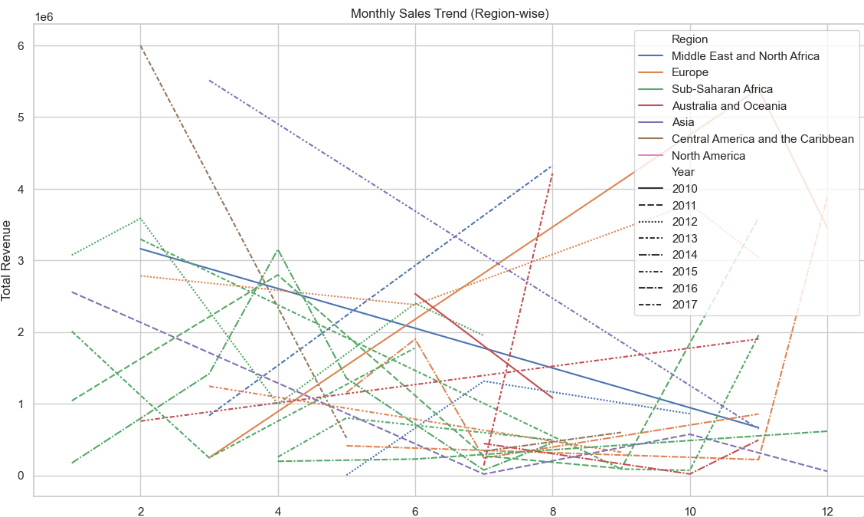 Monthly Sales Trend (Region-wise)
1e6
Region
Middle East and North Africa
Europe
Sub-Saharan Africa
Australia and Oceania
Asia
Central America and the Caribbean
North America
Year
2010
2011
2012
2013
2014
2015
2016
2017
Total Revenue
6
5
4
3
2
1
0
2
4
6
8
10
12